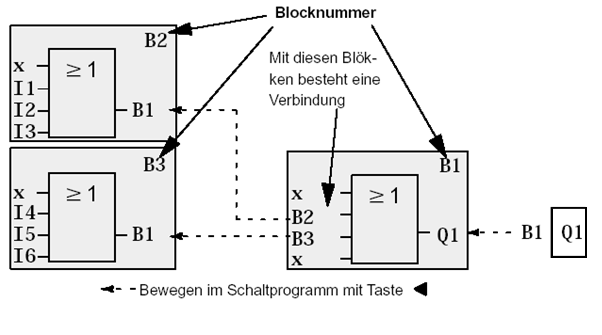 Blocknummer
B2
≥1
x
I1
I2
I3
B1
Mit diesen Blök-
ken besteht eine
Verbindung
B3
≥1
x
I4
I5
I6
B1
B1
≥1
x
B2
B3
x
Q1
B1
Q1
Bewegen im Schaltprogramm mit Taste ◀